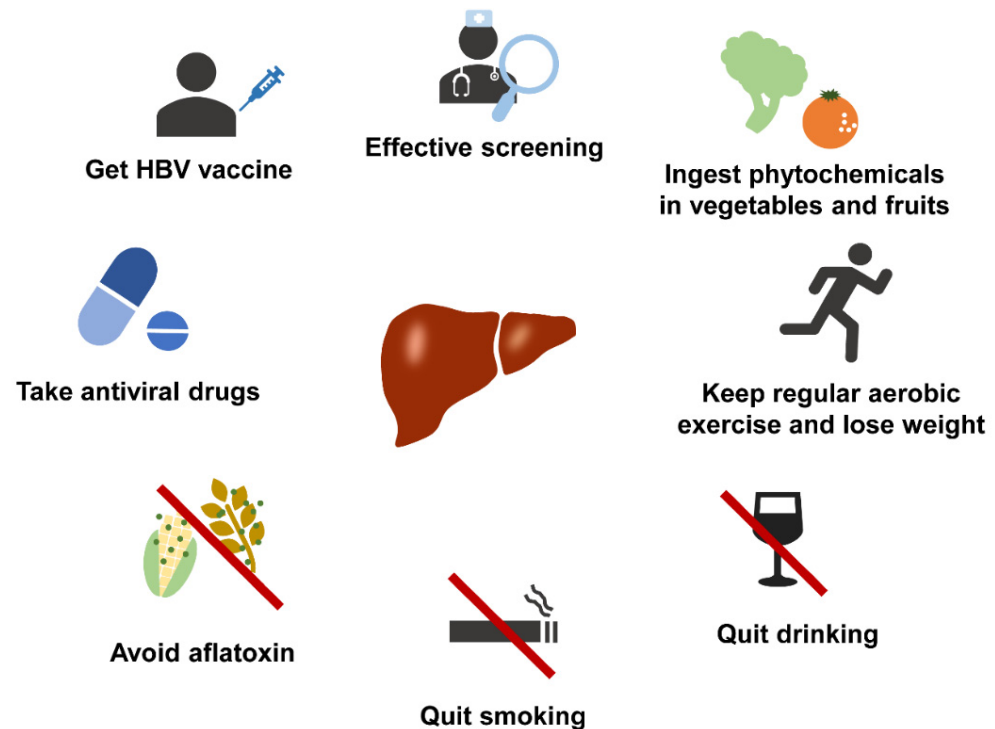 Get HBV vaccine
Effective screening
Ingest phytochemicals
in vegetables and fruits
Take antiviral drugs
Keep regular aerobic
exercise and lose weight
Avoid aflatoxin
Quit smoking
Quit drinking